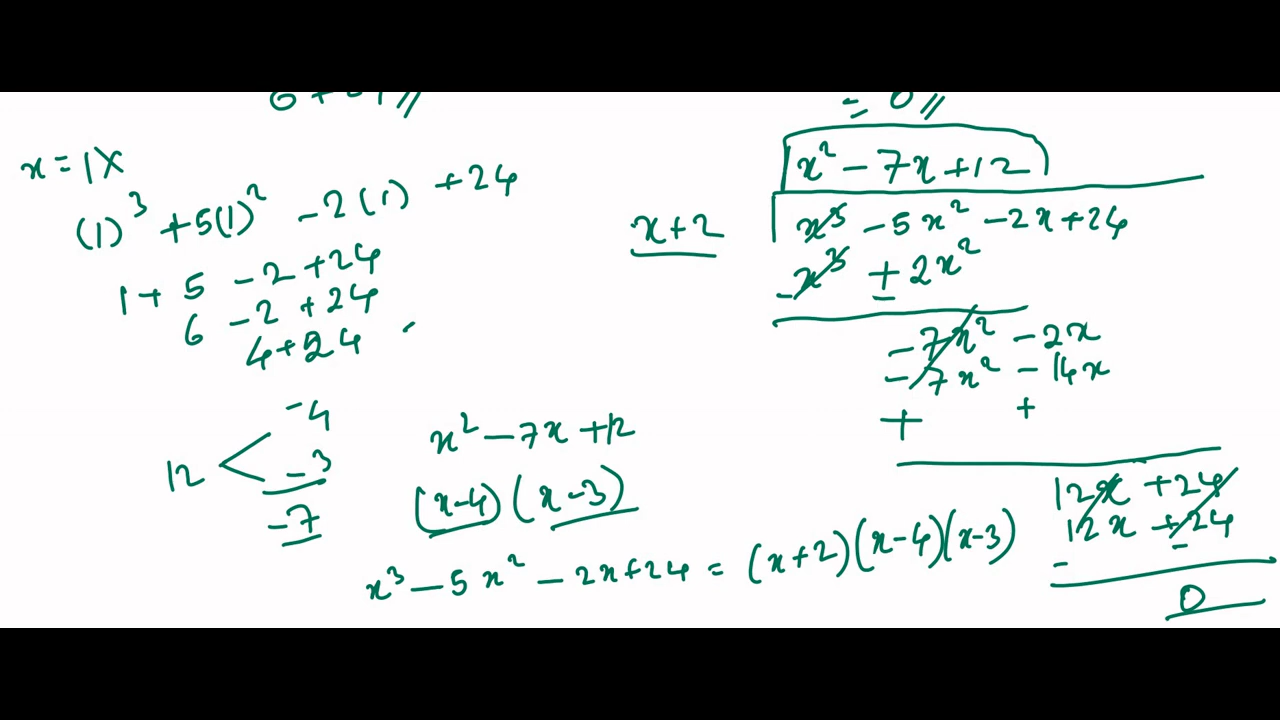 = 0 //
x = 1 X
(1)³ + 5(1)² - 2(1) + 24
1 + 5 - 2 + 24
6 - 2 + 24
4 + 24
12 < -4
-3
-7
x² - 7x + 12
(x-4)(x-3)
x³ - 5x² - 2x + 24 = (x+2)(x-4)(x-3)
x² - 7x + 12
x+2 x³ - 5x² - 2x + 24
- x³ + 2x²
-
- 7x² - 2x
- 7x² - 14x
+ +
12x + 24
12x + 24
- -
0